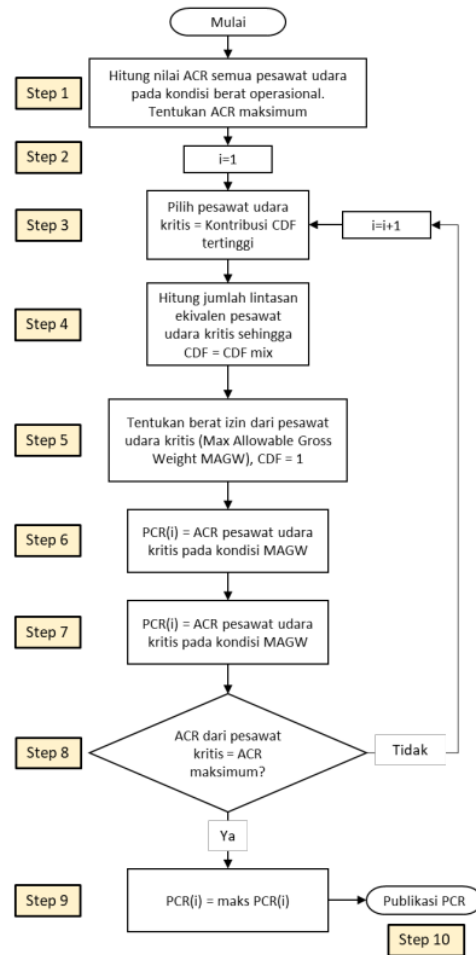 Mulai
Step 1
Hitung nilai ACR semua pesawat udara
pada kondisi berat operasional.
Tentukan ACR maksimum
Step 2
i=1
Step 3
Pilih pesawat udara
kritis = Kontribusi CDF
tertinggi
i=i+1
Step 4
Hitung jumlah lintasan
ekivalen pesawat
udara kritis sehingga
CDF = CDF mix
Step 5
Tentukan berat izin dari pesawat
udara kritis (Max Allowable Gross
Weight MAGW), CDF = 1
Step 6
PCR(i) = ACR pesawat udara
kritis pada kondisi MAGW
Step 7
PCR(i) = ACR pesawat udara
kritis pada kondisi MAGW
Step 8
ACR dari pesawat
kritis = ACR
maksimum?
Tidak
Ya
Step 9
PCR(i) = maks PCR(i)
Publikasi PCR
Step 10